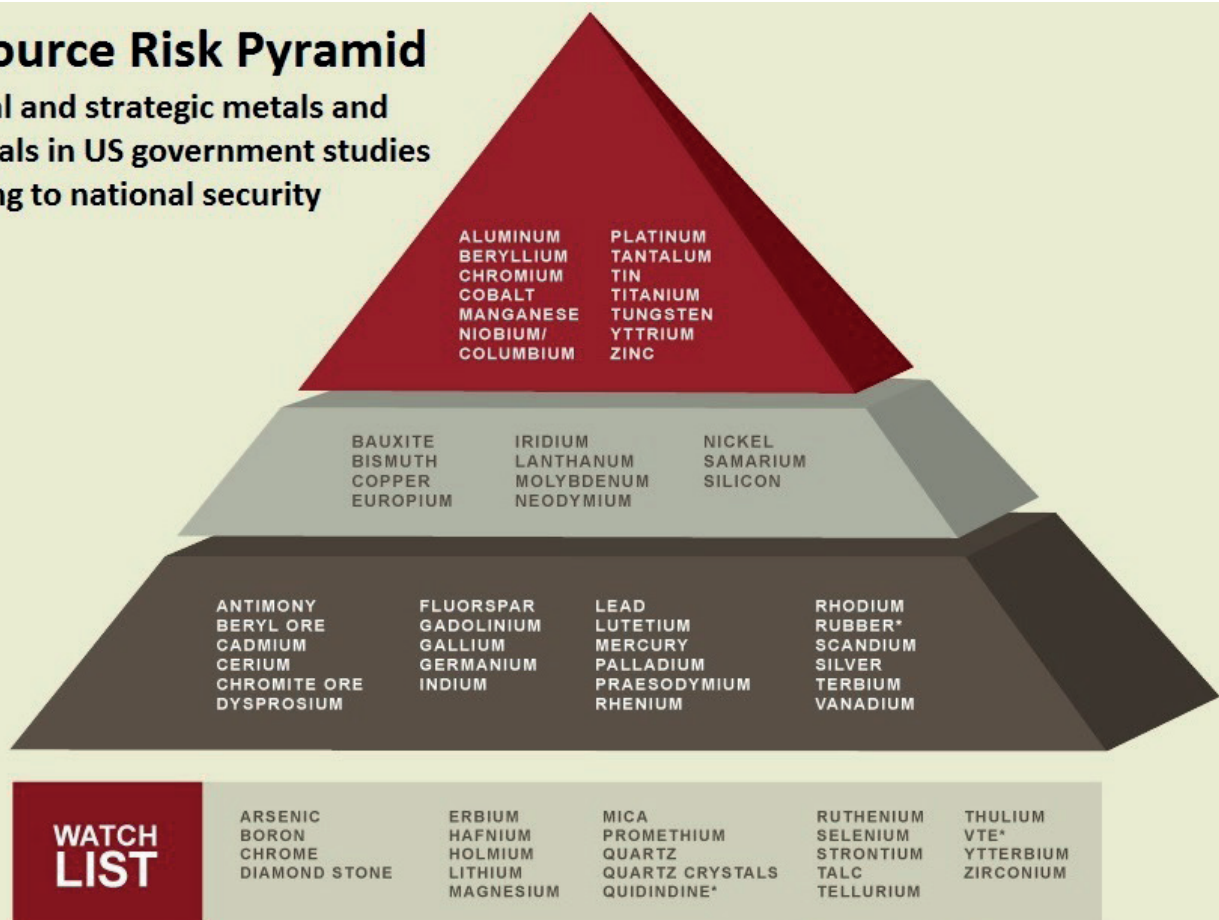 ource Risk Pyramid
al and strategic metals and
als in US government studies
ng to national security
ALUMINUM
BERYLLIUM
CHROMIUM
COBALT
MANGANESE
NIOBIUM/
COLUMBIUM
PLATINUM
TANTALUM
TIN
TITANIUM
TUNGSTEN
YTTRIUM
ZINC
BAUXITE
BISMUTH
COPPER
EUROPIUM
IRIDIUM
LANTHANUM
MOLYBDENUM
NEODYMIUM
NICKEL
SAMARIUM
SILICON
ANTIMONY
BERYL ORE
CADMIUM
CERIUM
CHROMITE ORE
DYSPROSIUM
FLUORSPAR
GADOLINIUM
GALLIUM
GERMANIUM
INDIUM
LEAD
LUTETIUM
MERCURY
PALLADIUM
PRAESODYMIUM
RHENIUM
RHODIUM
RUBBER*
SCANDIUM
SILVER
TERBIUM
VANADIUM
WATCH
LIST
ARSENIC
BORON
CHROME
DIAMOND STONE
ERBIUM
HAFNIUM
HOLMIUM
LITHIUM
MAGNESIUM
MICA
PROMETHIUM
QUARTZ
QUARTZ CRYSTALS
QUIDINDINE*
RUTHENIUM
SELENIUM
STRONTIUM
TALC
TELLURIUM
THULIUM
VTE*
YTTERBIUM
ZIRCONIUM